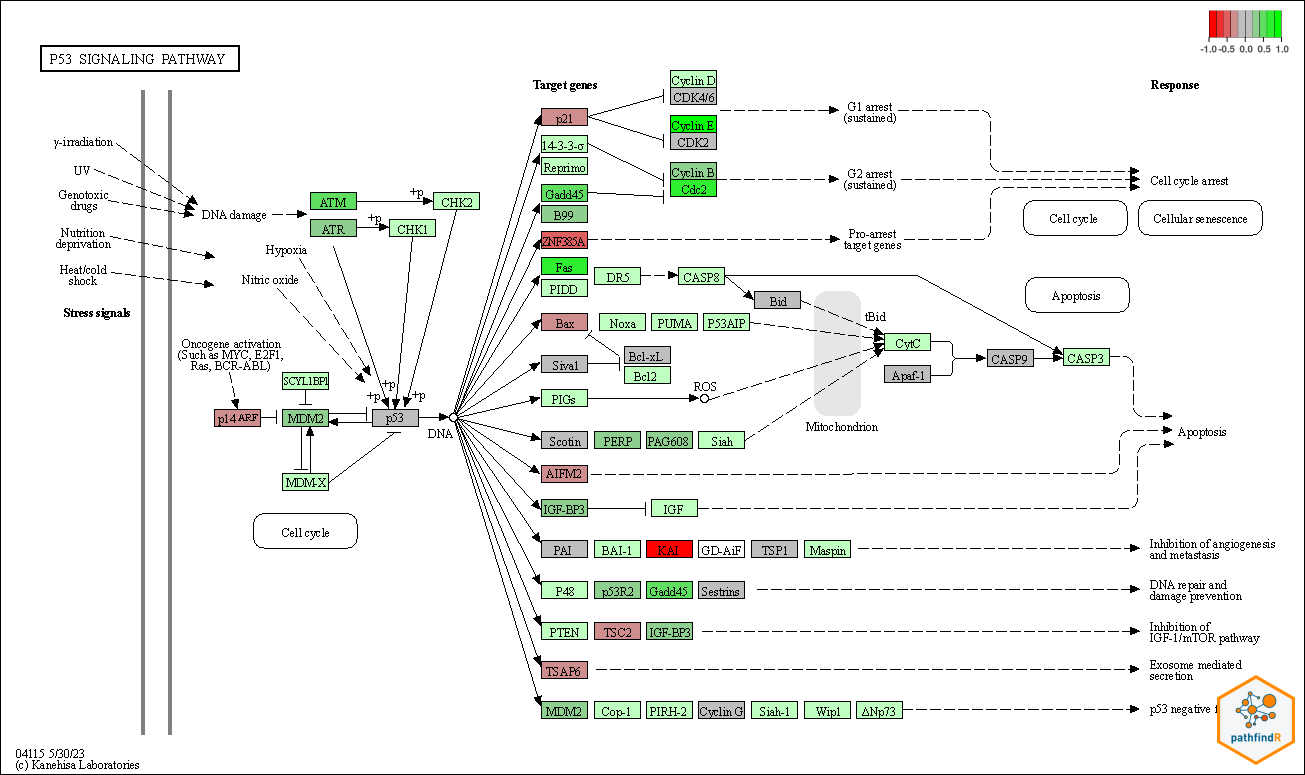 P53 SIGNALING PATHWAY
-1.0 -0.5 0.0 0.5 1.0
Target genes
Response
γ-irradiation
UV
Genotoxic
drugs
Nutrition
deprivation
Heat/cold
shock
Stress signals
DNA damage
ATM
+p
CHK2
ATR
+p
CHK1
Hypoxia
Nitric oxide
Oncogene activation
(Such as MYC, E2F1,
Ras, BCR-ABL)
SCYL1BP1
+p
+p
+p
p14ARF
MDM2
p53
DNA
MDM-X
Cell cycle
p21
Cyclin D
CDK4/6
Cyclin E
CDK2
G1 arrest
(sustained)
14-3-3-σ
Reprimo
Cyclin B
Cdc2
G2 arrest
(sustained)
Cell cycle arrest
Gadd45
B99
Cell cycle
Cellular senescence
ZNF385A
Pro-arrest
target genes
Fas
PIDD
DR5
CASP8
Bid
tBid
Apoptosis
Bax
Noxa
PUMA
P53AIP
CytC
CASP9
CASP3
Apaf-1
Siva1
Bcl-xL
Bcl2
PIGs
ROS
Mitochondrion
Scotin
PERP
PAG608
Siah
Apoptosis
AIFM2
IGF-BP3
IGF
PAI
BAI-1
KAI
GD-AiF
TSP1
Maspin
Inhibition of angiogenesis
and metastasis
P48
p53R2
Gadd45
Sestrins
DNA repair and
damage prevention
PTEN
TSC2
IGF-BP3
Inhibition of
IGF-1/mTOR pathway
TSAP6
Exosome mediated
secretion
MDM2
Cop-1
PIRH-2
Cyclin G
Siah-1
Wip1
ΔNp73
p53 negative
pathfindR
04115 5/30/23
(c) Kanehisa Laboratories